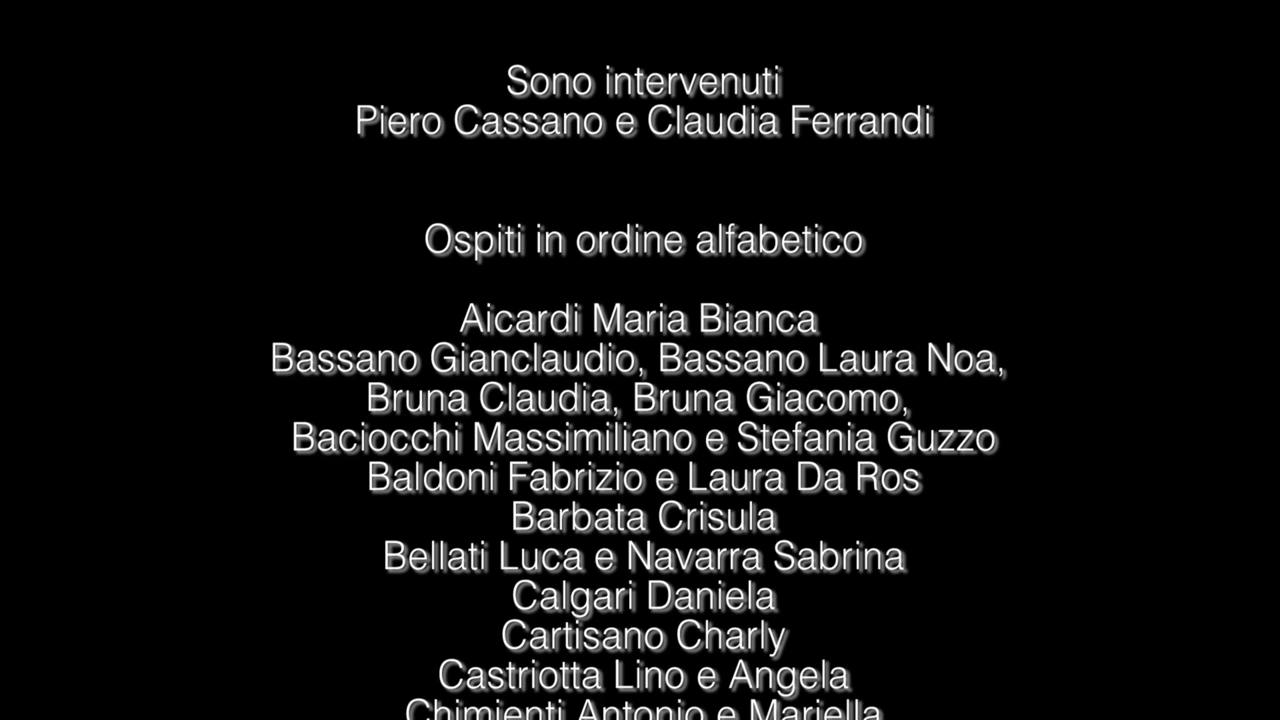 Sono intervenuti
Piero Cassano e Claudia Ferrandi
Ospiti in ordine alfabetico
Aicardi Maria Bianca
Bassano Gianclaudio, Bassano Laura Noa,
Bruna Claudia, Bruna Giacomo,
Baciocchi Massimiliano e Stefania Guzzo
Baldoni Fabrizio e Laura Da Ros
Barbata Crisula
Bellati Luca e Navarra Sabrina
Calgari Daniela
Cartisano Charly
Castriotta Lino e Angela
Chimienti Antonio e Mariella